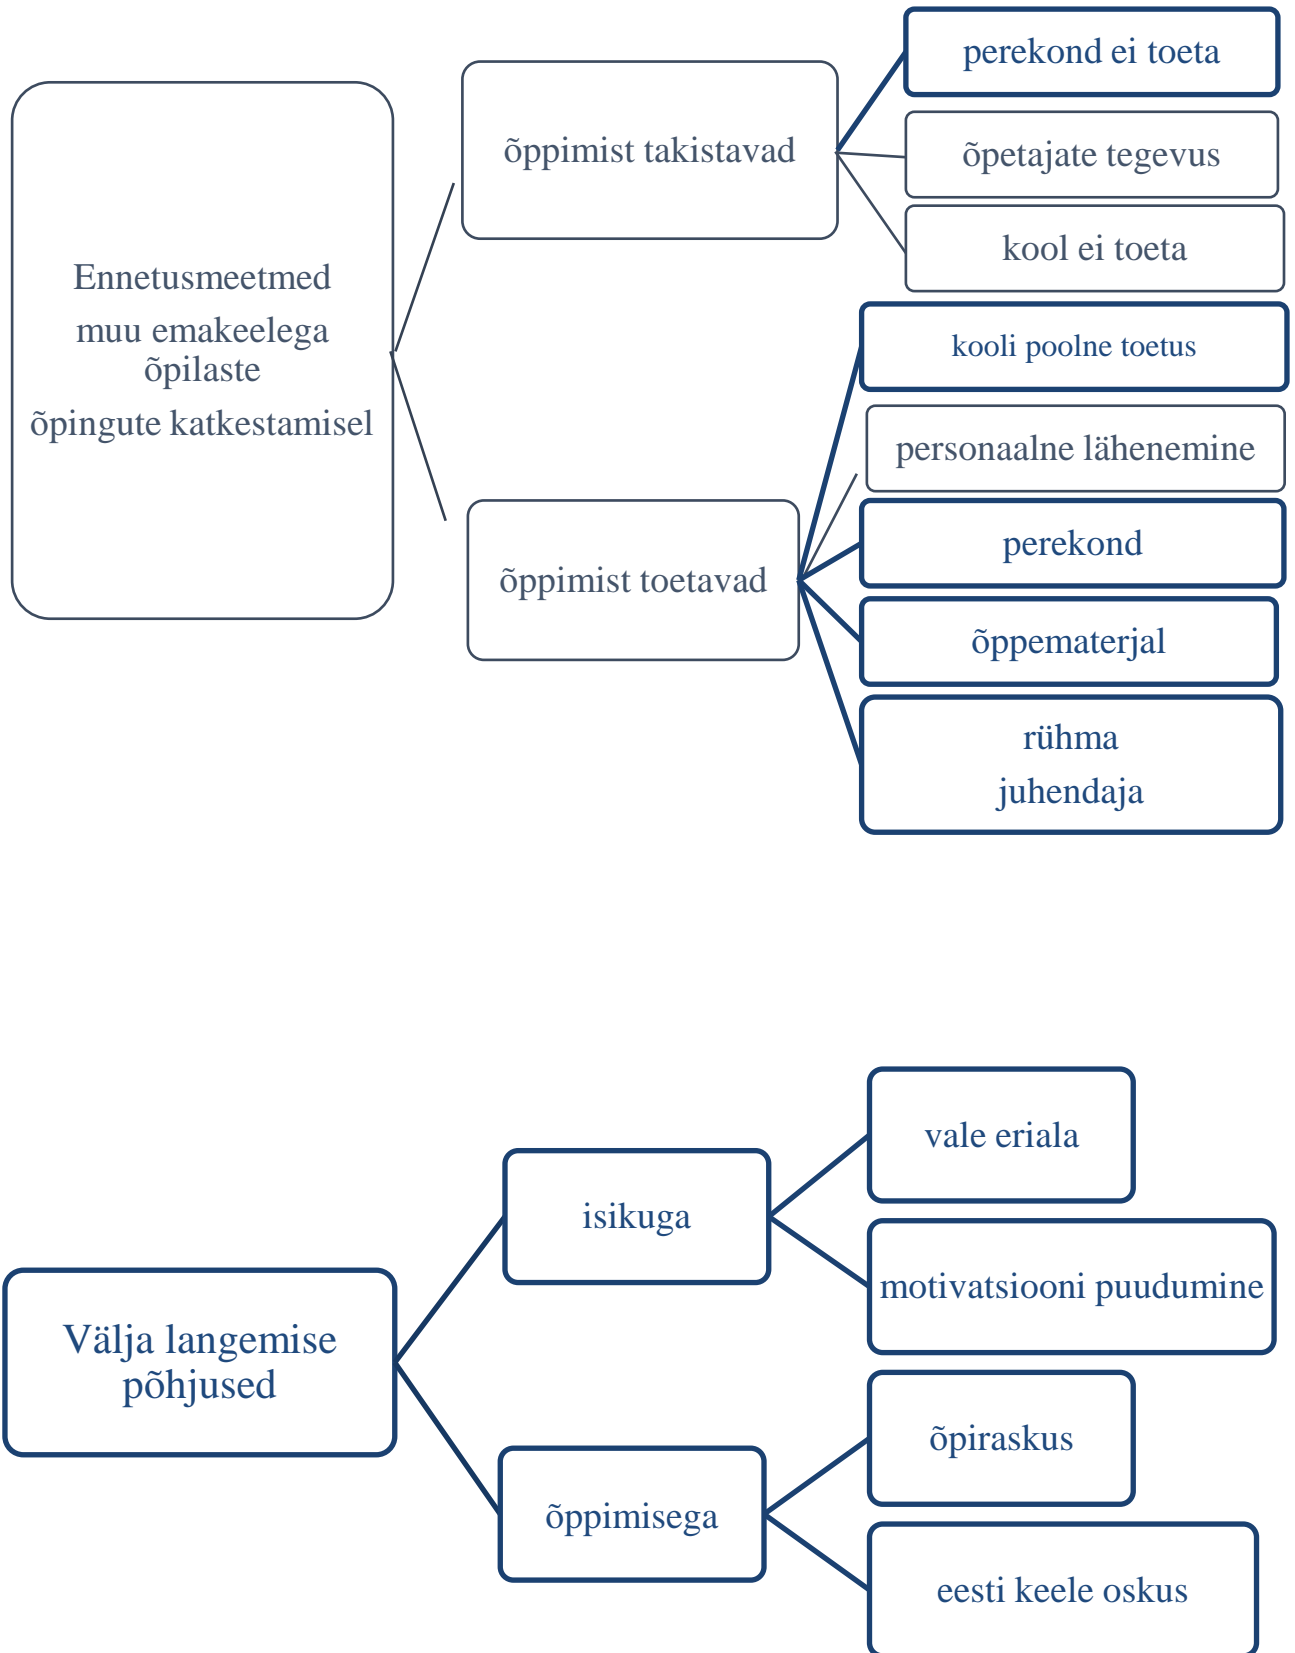 Ennetusmeetmed
muu emakeelega
õpilaste
õpingute katkestamisel
õppimist takistavad
perekond ei toeta
õpetajate tegevus
kool ei toeta
õppimist toetavad
kooli poolne toetus
personaalne lähenemine
perekond
õppematerjal
rühma
juhendaja
Välja langemise
põhjused
isikuga
vale eriala
motivatsiooni puudumine
õppimisega
õpiraskus
eesti keele oskus